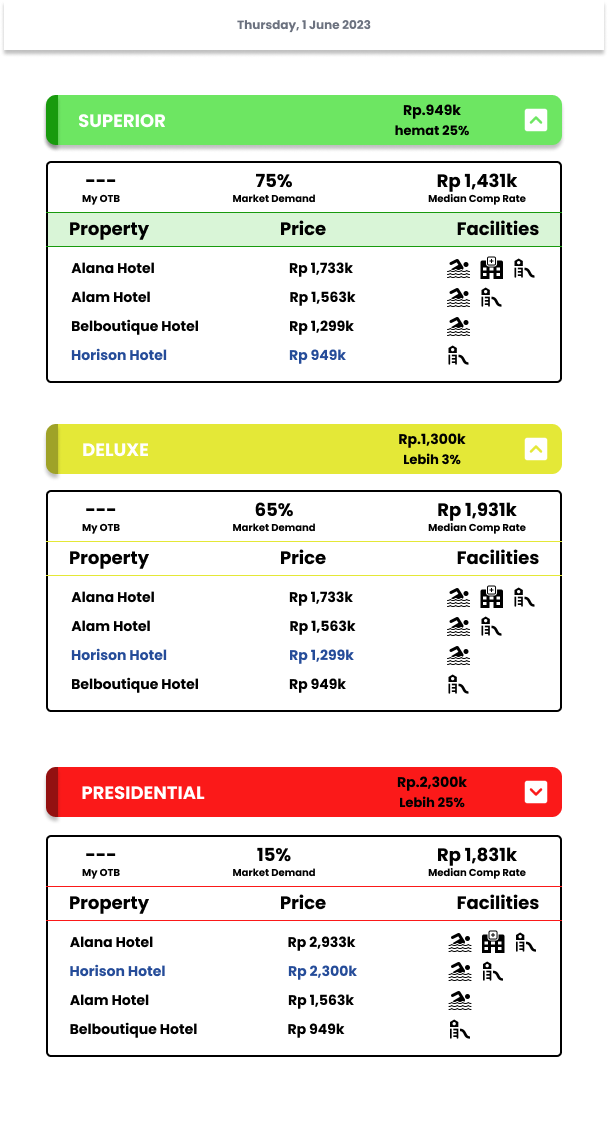 Thursday, 1 June 2023
SUPERIOR
Rp.949k
hemat 25%
--- 75% Rp 1,431k
My OTB Market Demand Median Comp Rate
Property Price Facilities
Alana Hotel Rp 1,733k
Alam Hotel Rp 1,563k
Belboutique Hotel Rp 1,299k
Horison Hotel Rp 949k
DELUXE
Rp.1,300k
Lebih 3%
--- 65% Rp 1,931k
My OTB Market Demand Median Comp Rate
Property Price Facilities
Alana Hotel Rp 1,733k
Alam Hotel Rp 1,563k
Horison Hotel Rp 1,299k
Belboutique Hotel Rp 949k
PRESIDENTIAL
Rp.2,300k
Lebih 25%
--- 15% Rp 1,831k
My OTB Market Demand Median Comp Rate
Property Price Facilities
Alana Hotel Rp 2,933k
Horison Hotel Rp 2,300k
Alam Hotel Rp 1,563k
Belboutique Hotel Rp 949k